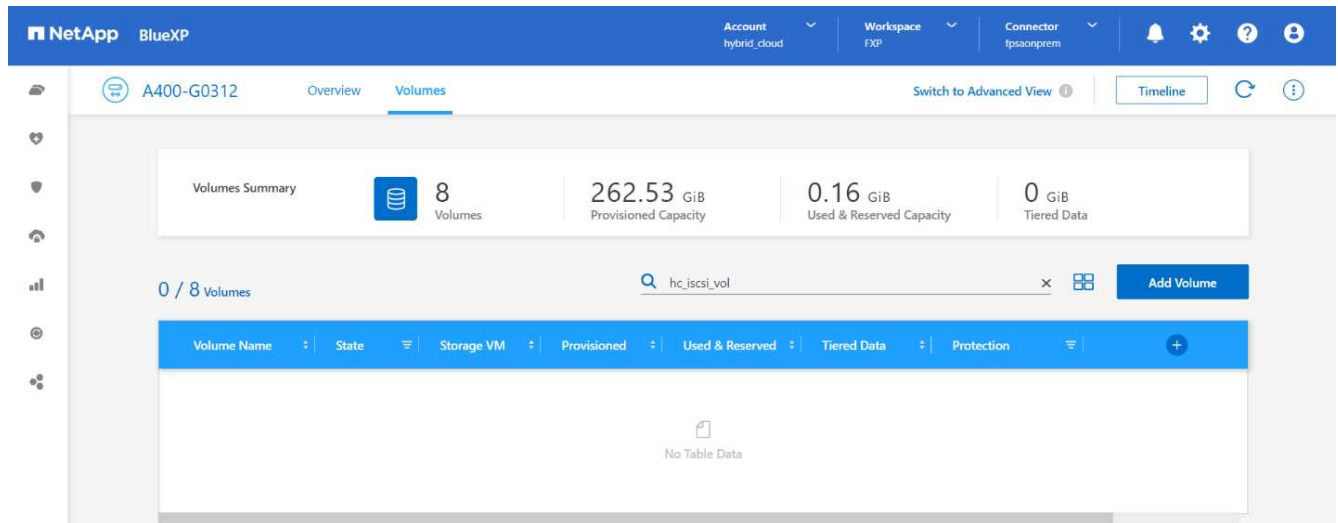 NetApp BlueXP
Account
hybrid_cloud
Workspace
FXP
Connector
fpsaonprem
A400-G0312 Overview Volumes Switch to Advanced View Timeline
Volumes Summary
8
Volumes
262.53 GiB
Provisioned Capacity
0.16 GiB
Used & Reserved Capacity
0 GiB
Tiered Data
0 / 8 Volumes hc_iscsi_vol Add Volume
Volume Name State Storage VM Provisioned Used & Reserved Tiered Data Protection
No Table Data